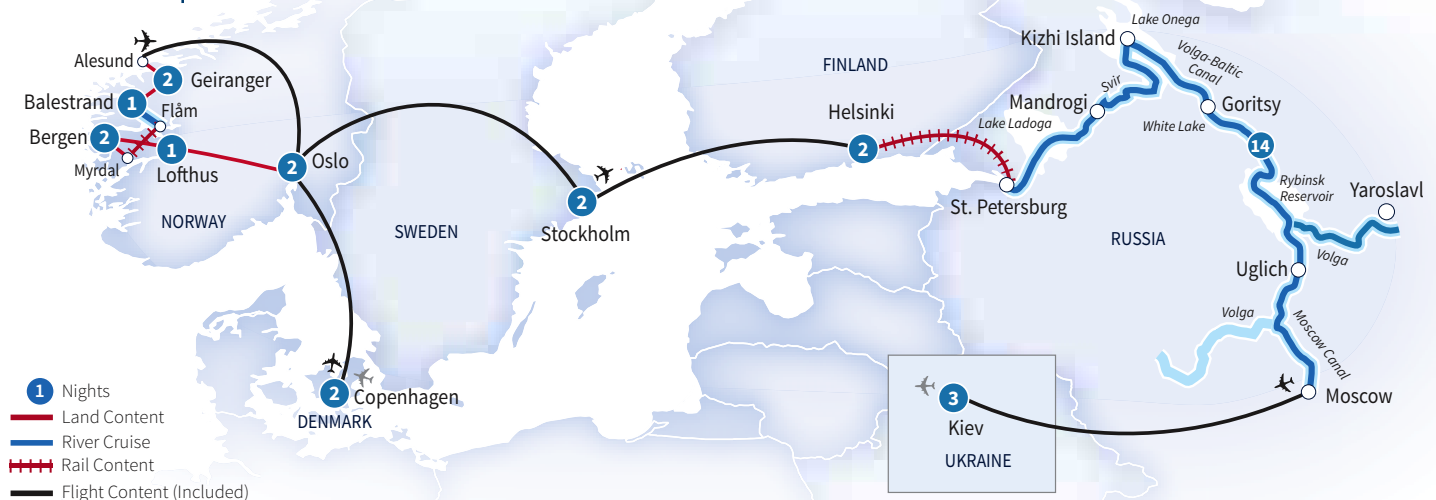 Lake Onega
Kizhi Island
Alesund
Volga-Baltic
Canal
FINLAND
Geiranger
2
Svir
Balestrand
1
Mandrogi
Goritsy
Flåm
Helsinki
Lake Ladoga
White Lake
Bergen
2
14
1
2
Oslo
2
Myrdal
Lofthus
Rybinsk
Reservoir
Yaroslavl
St. Petersburg
NORWAY
2
SWEDEN
Stockholm
RUSSIA
Volga
Uglich
Volga
Moscow Canal
1
Nights
2
Copenhagen
3
Moscow
Land Content
DENMARK
Kiev
River Cruise
Rail Content
UKRAINE
Flight Content (Included)